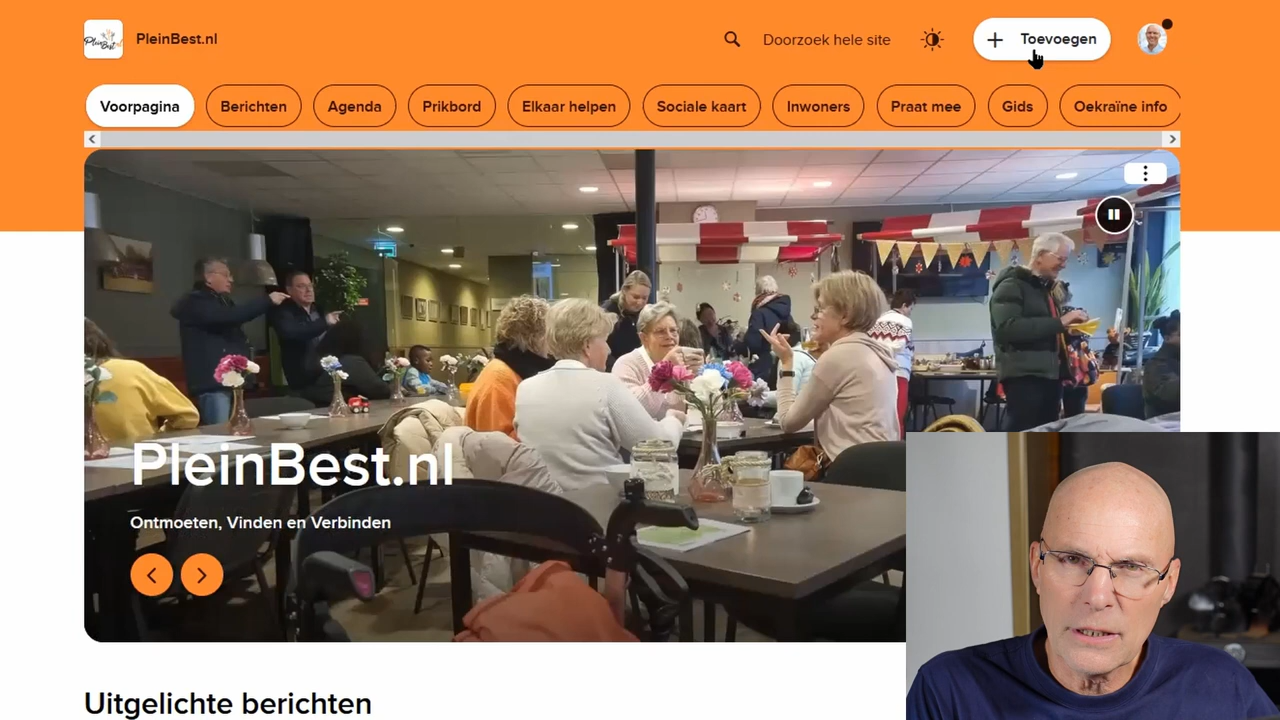 PleinBest.nl
Doorzoek hele site
Toevoegen
Voorpagina
Berichten
Agenda
Prikbord
Elkaar helpen
Sociale kaart
Inwoners
Praat mee
Gids
Oekraïne info
PleinBest.nl
Ontmoeten, Vinden en Verbinden
Uitgelichte berichten